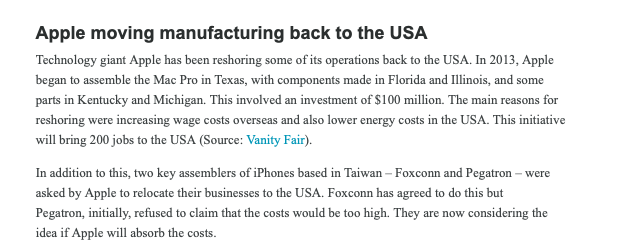 Apple moving manufacturing back to the USA
Technology giant Apple has been reshoring some of its operations back to the USA. In 2013, Apple
began to assemble the Mac Pro in Texas, with components made in Florida and Illinois, and some
parts in Kentucky and Michigan. This involved an investment of $100 million. The main reasons for
reshoring were increasing wage costs overseas and also lower energy costs in the USA. This initiative
will bring 200 jobs to the USA (Source: Vanity Fair).
In addition to this, two key assemblers of iPhones based in Taiwan – Foxconn and Pegatron – were
asked by Apple to relocate their businesses to the USA. Foxconn has agreed to do this but
Pegatron, initially, refused to claim that the costs would be too high. They are now considering the
idea if Apple will absorb the costs.